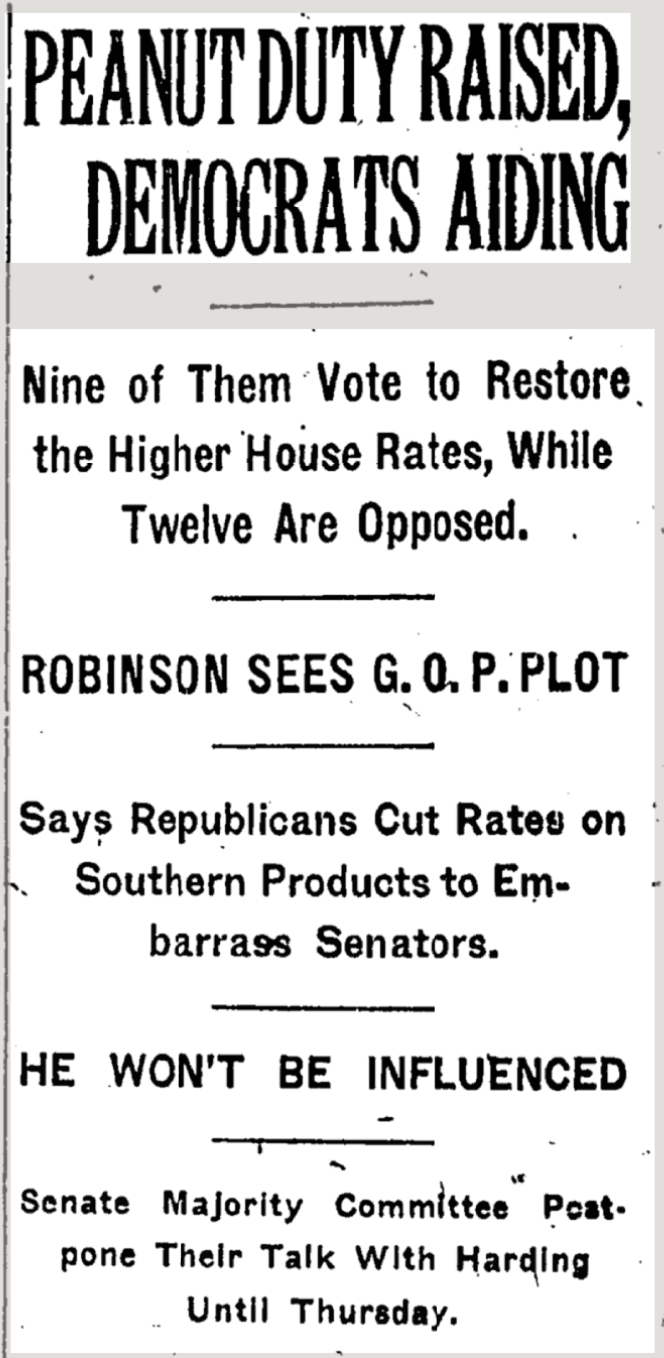 PEANUT DUTY RAISED,
DEMOCRATS AIDING
Nine of Them Vote to Restore
the Higher House Rates, While
Twelve Are Opposed.
ROBINSON SEES G. O. P. PLOT
Says Republicans Cut Rates on
Southern Products to Em-
barrass Senators.
HE WON'T BE INFLUENCED
Senate Majority Committee Post-
pone Their Talk With Harding
Until Thursday.